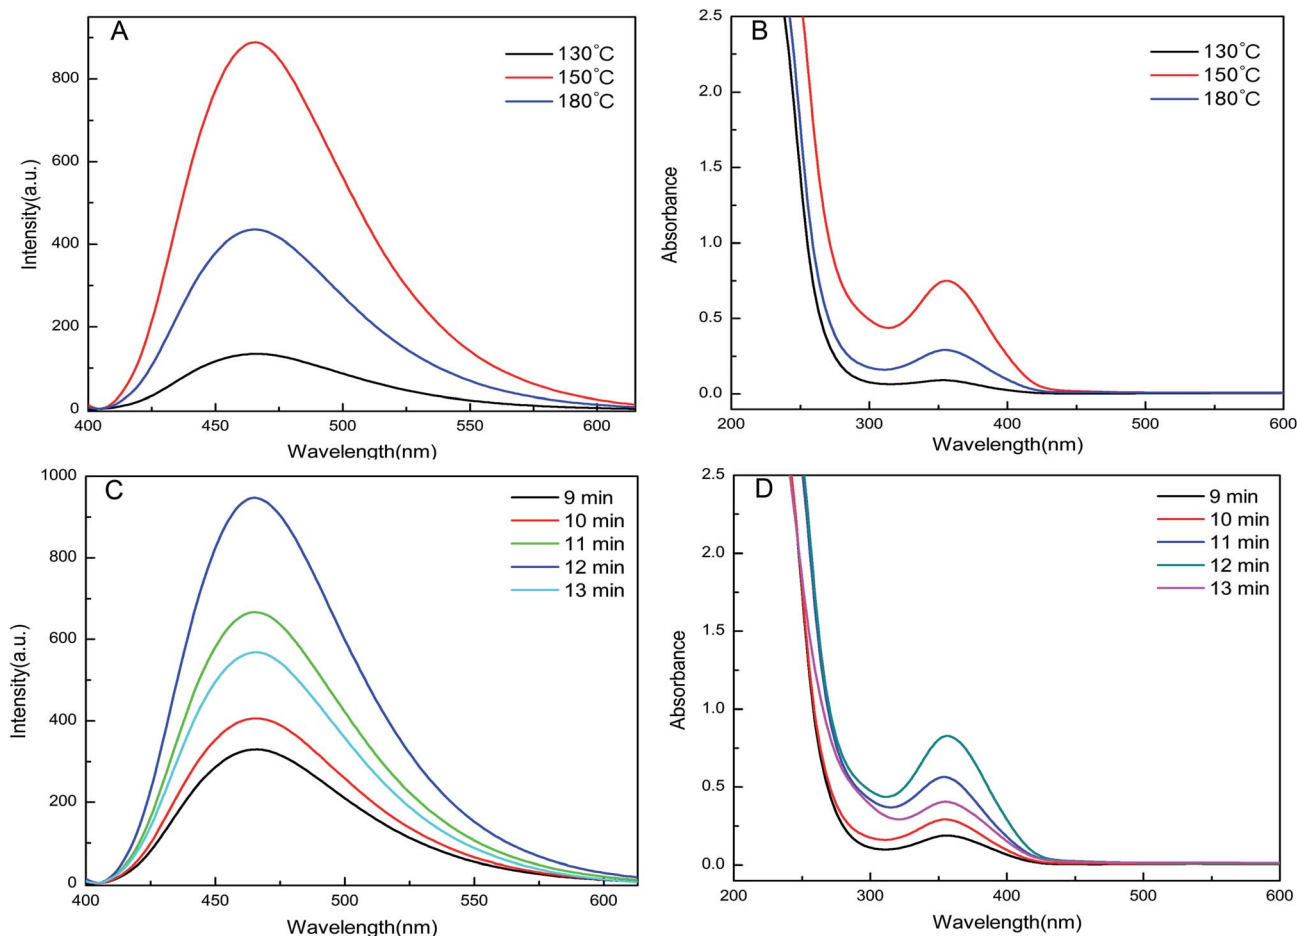 A
130°C
150°C
180°C
800
600
400
200
0
400
450
500
550
600
Intensity(a.u.)
Wavelength(nm)
B
130°C
150°C
180°C
2.5
2.0
1.5
1.0
0.5
0.0
200
300
400
500
600
Absorbance
Wavelength(nm)
C
9 min
10 min
11 min
12 min
13 min
1000
800
600
400
200
0
400
450
500
550
600
Intensity(a.u.)
Wavelength(nm)
D
9 min
10 min
11 min
12 min
13 min
2.5
2.0
1.5
1.0
0.5
0.0
200
300
400
500
600
Absorbance
Wavelength(nm)